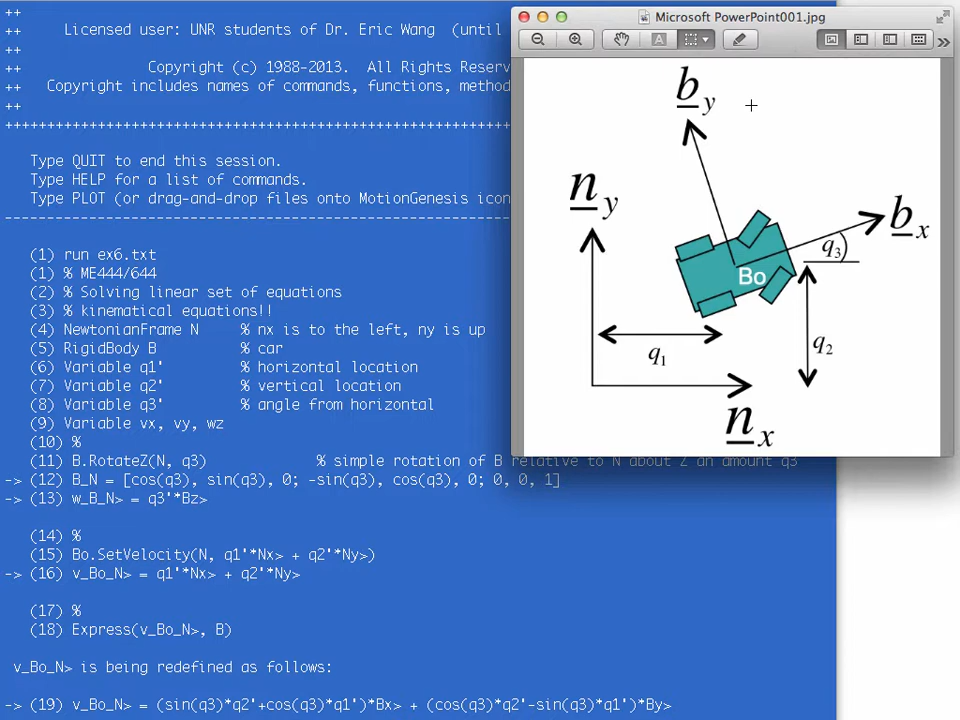 ++
++ Licensed user: UNR students of Dr. Eric Wang (until
++
++ Copyright (c) 1988-2013. All Rights Reser
++ Copyright includes names of commands, functions, metho
++
++++++++++++++++++++++++++++++++++++++++++++++++++++++++++++
Type QUIT to end this session.
Type HELP for a list of commands.
Type PLOT (or drag-and-drop files onto MotionGenesis icon
------------------------------------------------------------
(1) run ex6.txt
(1) % ME444/644
(2) % Solving linear set of equations
(3) % kinematical equations!!
(4) NewtonianFrame N % nx is to the left, ny is up
(5) RigidBody B % car
(6) Variable q1' % horizontal location
(7) Variable q2' % vertical location
(8) Variable q3' % angle from horizontal
(9) Variable vx, vy, wz
(10) %
(11) B.RotateZ(N, q3) % simple rotation of B relative to N about Z an amount q3
-> (12) B_N = [cos(q3), sin(q3), 0; -sin(q3), cos(q3), 0; 0, 0, 1]
-> (13) w_B_N> = q3'*Bz>
(14) %
(15) Bo.SetVelocity(N, q1'*Nx> + q2'*Ny>)
-> (16) v_Bo_N> = q1'*Nx> + q2'*Ny>
(17) %
(18) Express(v_Bo_N>, B)
v_Bo_N> is being redefined as follows:
-> (19) v_Bo_N> = (sin(q3)*q2'+cos(q3)*q1')*Bx> + (cos(q3)*q2'-sin(q3)*q1')*By>
Microsoft PowerPoint001.jpg
A
b y
n y
b x
q3
Bo
q1
q2
n x